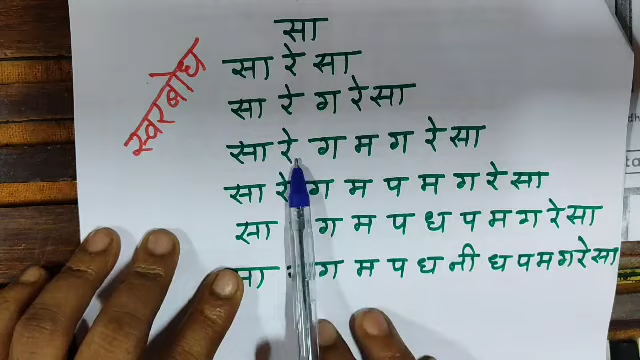 सा
सा रे सा
सा रे ग रे सा
सा रे ग म ग रे सा
सा रे ग म प म ग रे सा
सा ग म प ध प म ग रे सा
सा ग म प ध नी ध प म ग रे सा
स्वरबोध